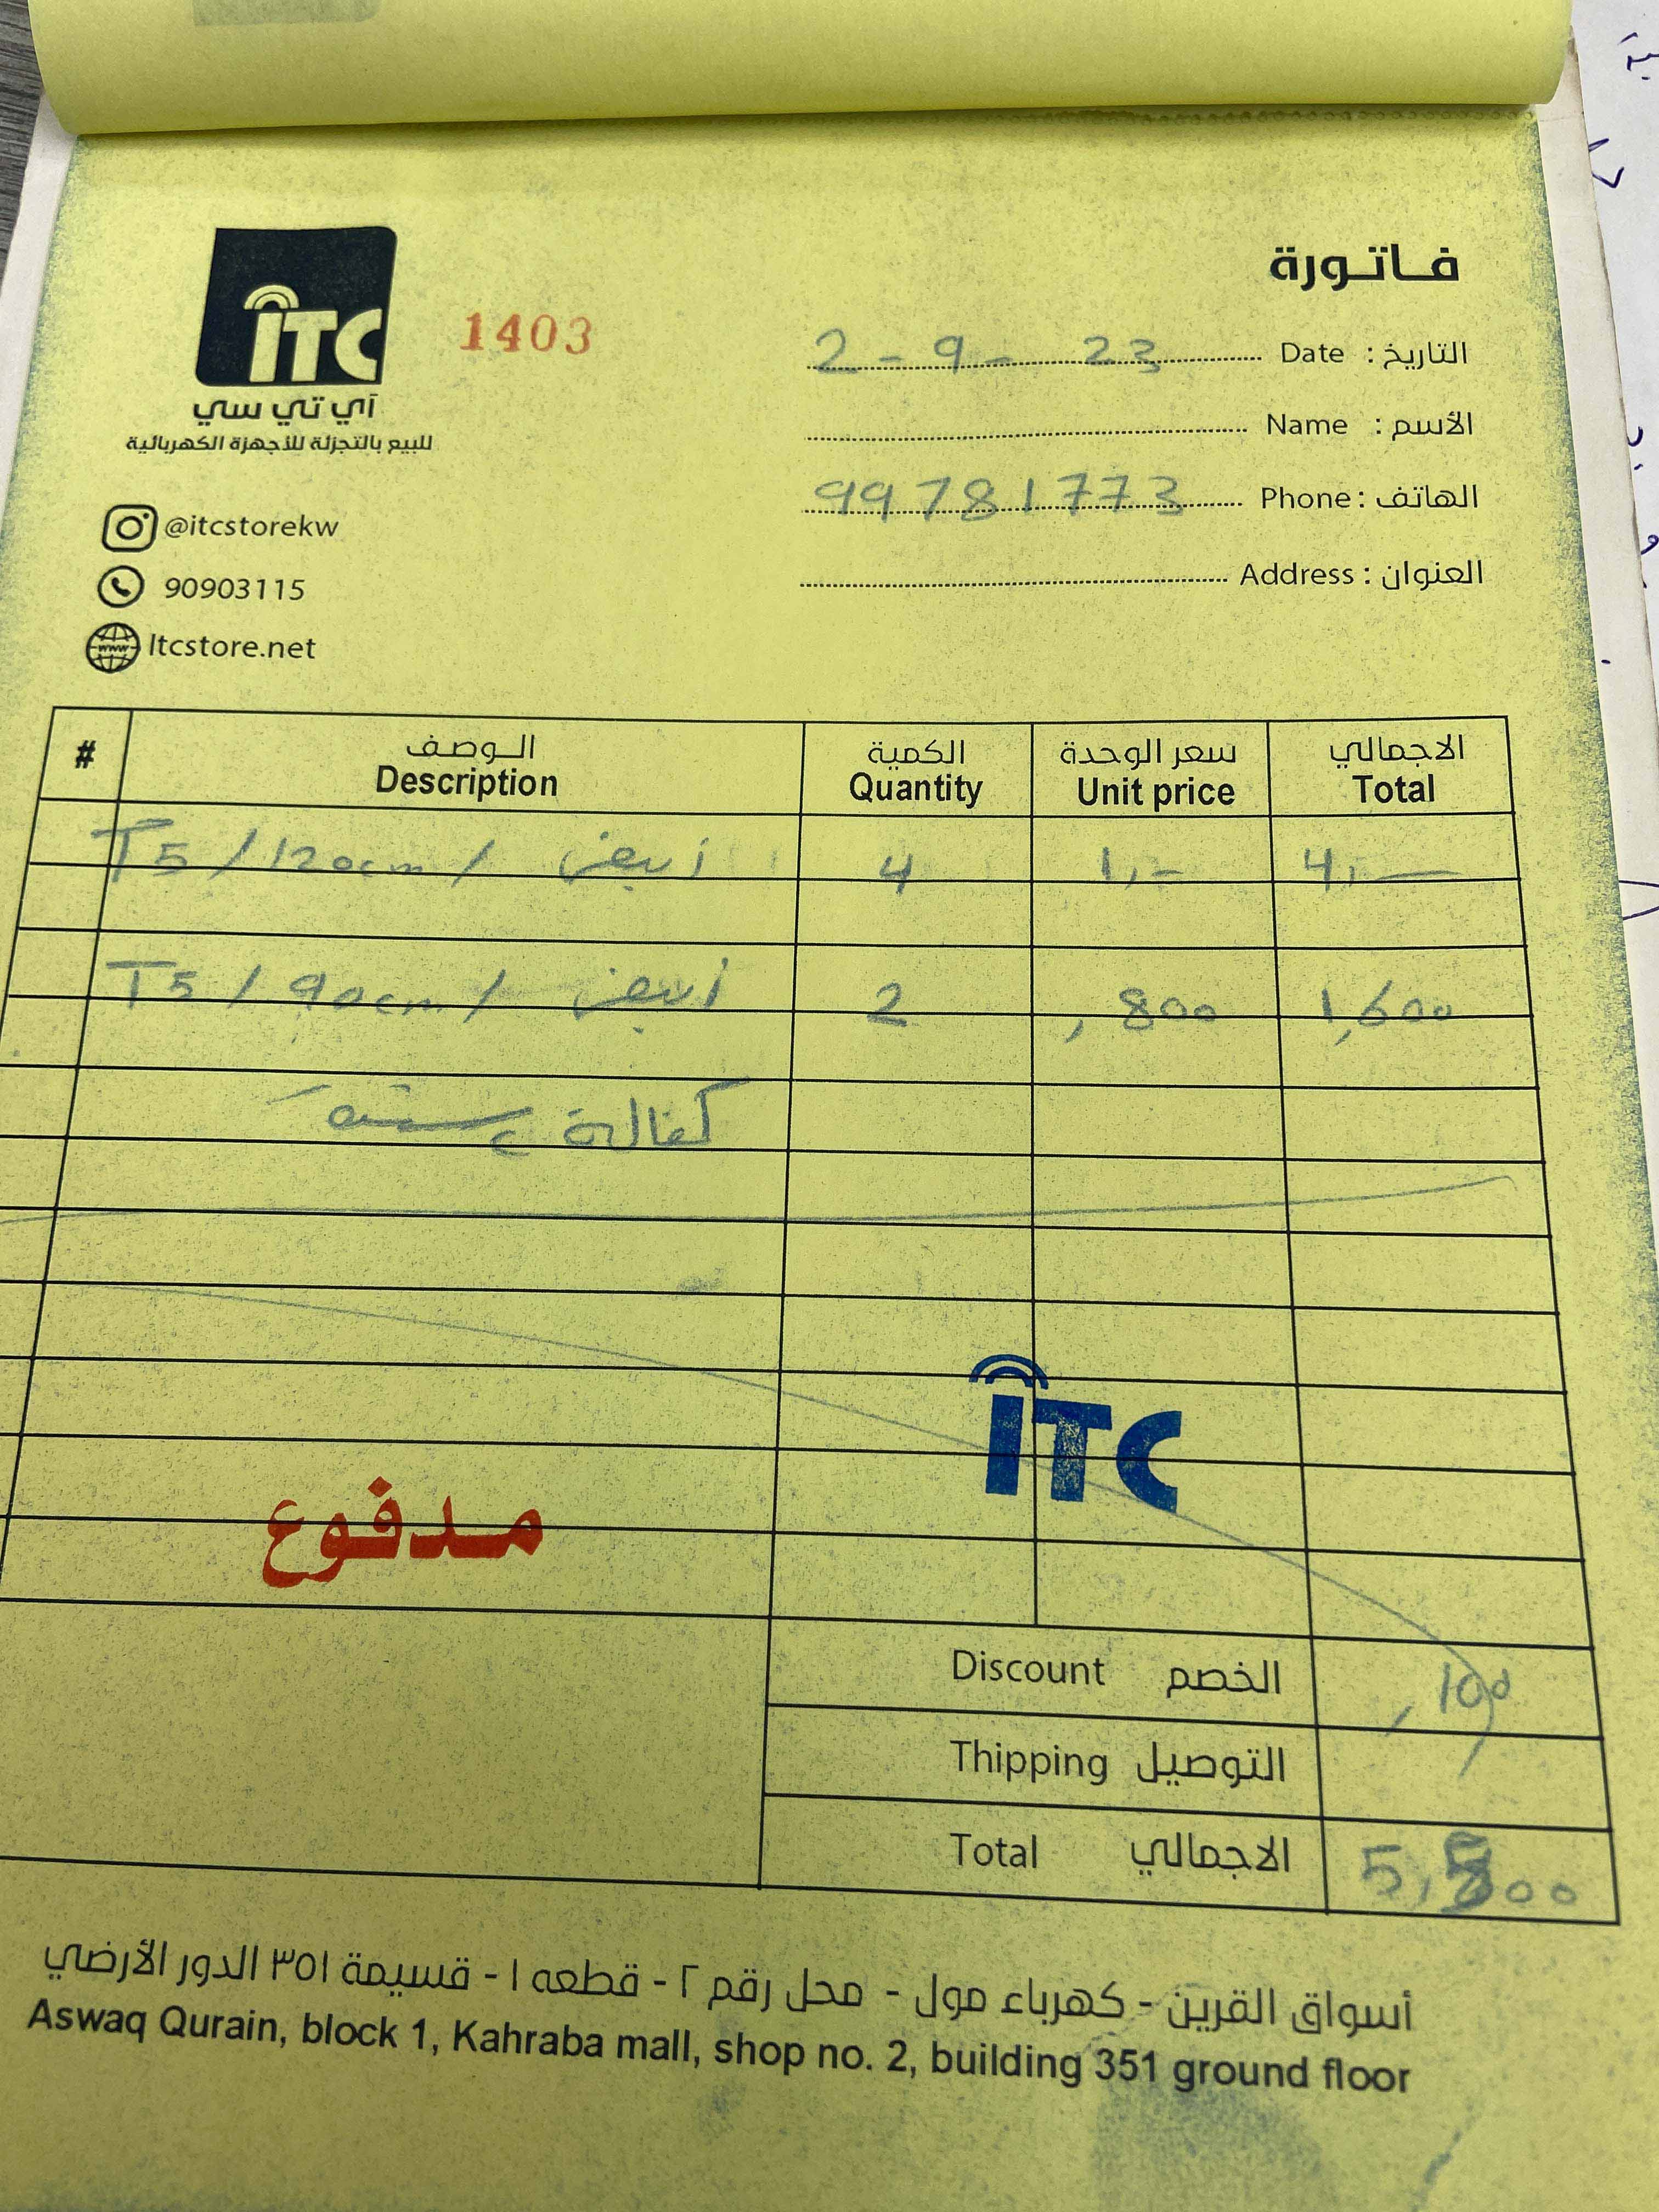 فاتورة
iTC
آي تي سي
للبيع بالتجزئة للأجهزة الكهربائية
1403
@itcstorekw
90903115
Itcstore.net
التاريخ : Date 2 - 9 - 23
الأسم : Name
الهاتف : Phone 99781773
العنوان : Address
# الوصف الكمية سعر الوحدة الاجمالي
Description Quantity Unit price Total
T5 / 120cm / أبيض 4 1,- 4,—
T5 / 90cm / أبيض 2 ,800 1,600
كفالة سنة
iTC
مدفوع
Discount الخصم ,100
Thipping التوصيل
Total الاجمالي 5,500
أسواق القرين - كهرباء مول - محل رقم ٢ - قطعه ١ - قسيمة ٣٥١ الدور الأرضي
Aswaq Qurain, block 1, Kahraba mall, shop no. 2, building 351 ground floor